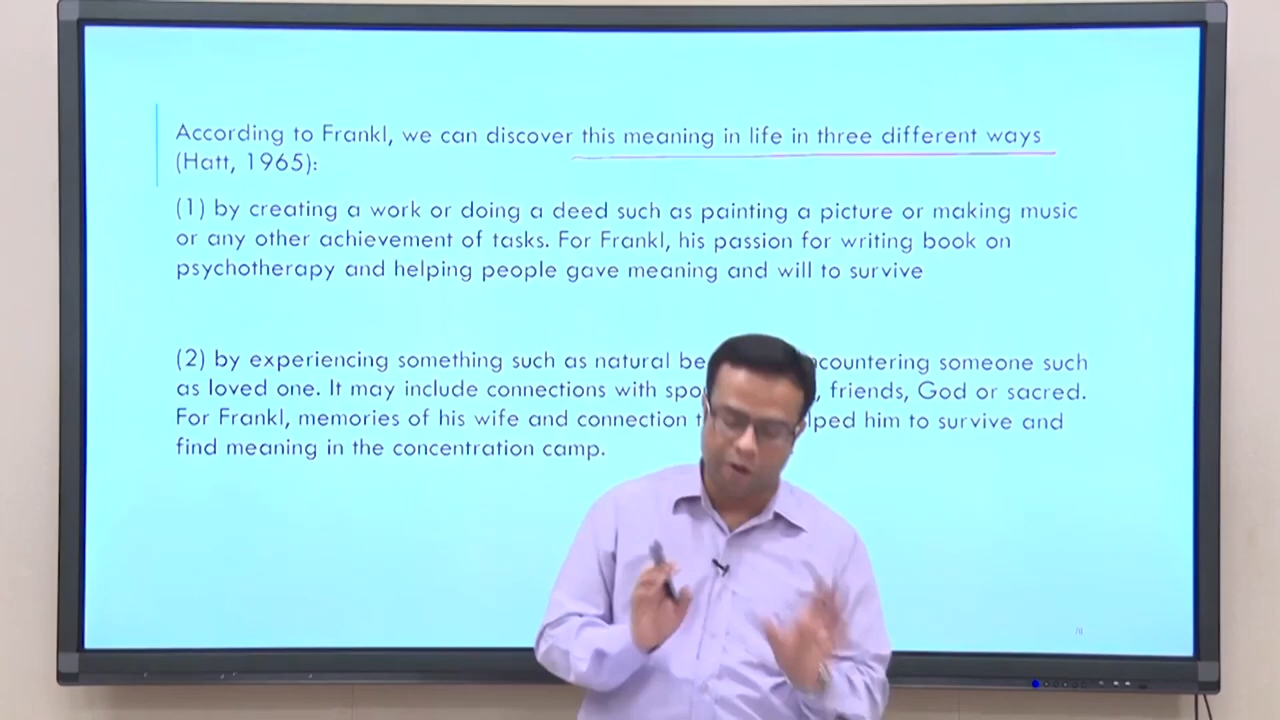 According to Frankl, we can discover this meaning in life in three different ways
(Hatt, 1965):
(1) by creating a work or doing a deed such as painting a picture or making music
or any other achievement of tasks. For Frankl, his passion for writing book on
psychotherapy and helping people gave meaning and will to survive
(2) by experiencing something such as natural countering someone such
as loved one. It may include connections with friends, God or sacred.
For Frankl, memories of his wife and connection him to survive and
find meaning in the concentration camp.